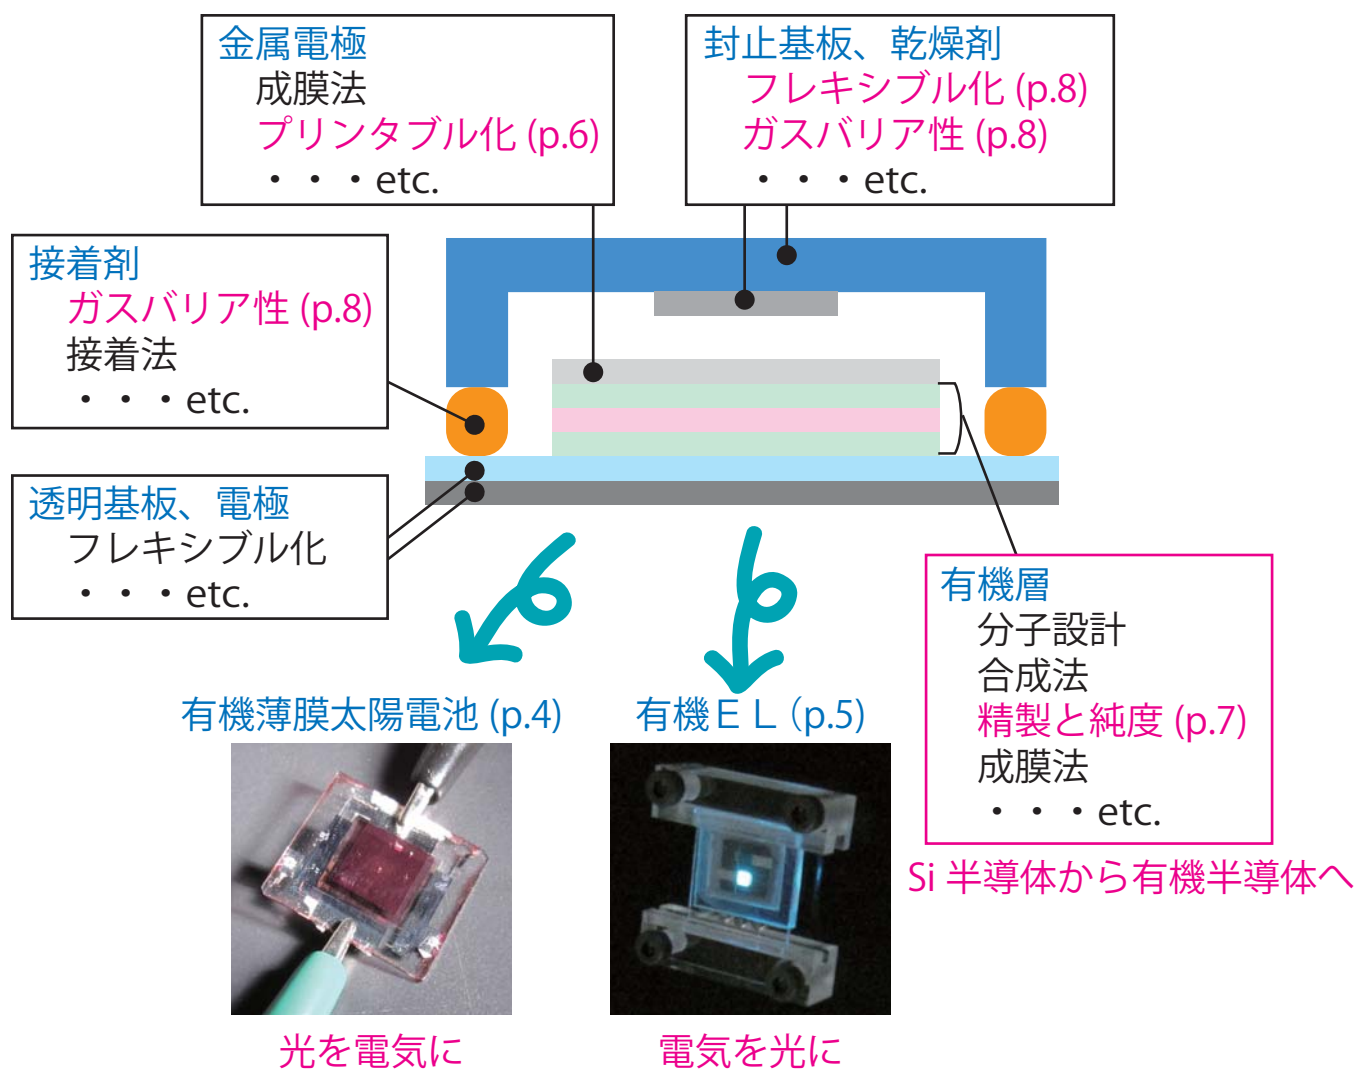 金属電極
成膜法
プリンタブル化 (p.6)
・・・etc.
封止基板、乾燥剤
フレキシブル化 (p.8)
ガスバリア性 (p.8)
・・・etc.
接着剤
ガスバリア性 (p.8)
接着法
・・・etc.
透明基板、電極
フレキシブル化
・・・etc.
有機層
分子設計
合成法
精製と純度 (p.7)
成膜法
・・・etc.
Si 半導体から有機半導体へ
有機薄膜太陽電池 (p.4)
有機ＥＬ（p.5)
光を電気に
電気を光に